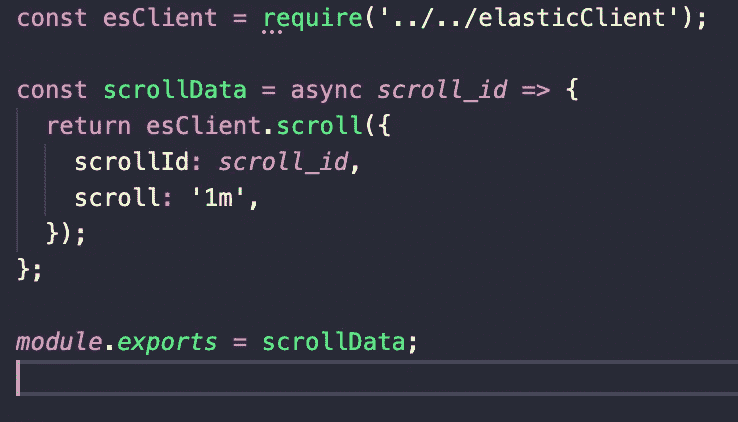 const esClient = require('../../elasticClient');
const scrollData = async scroll_id => {
return esClient.scroll({
scrollId: scroll_id,
scroll: '1m',
});
};
module.exports = scrollData;